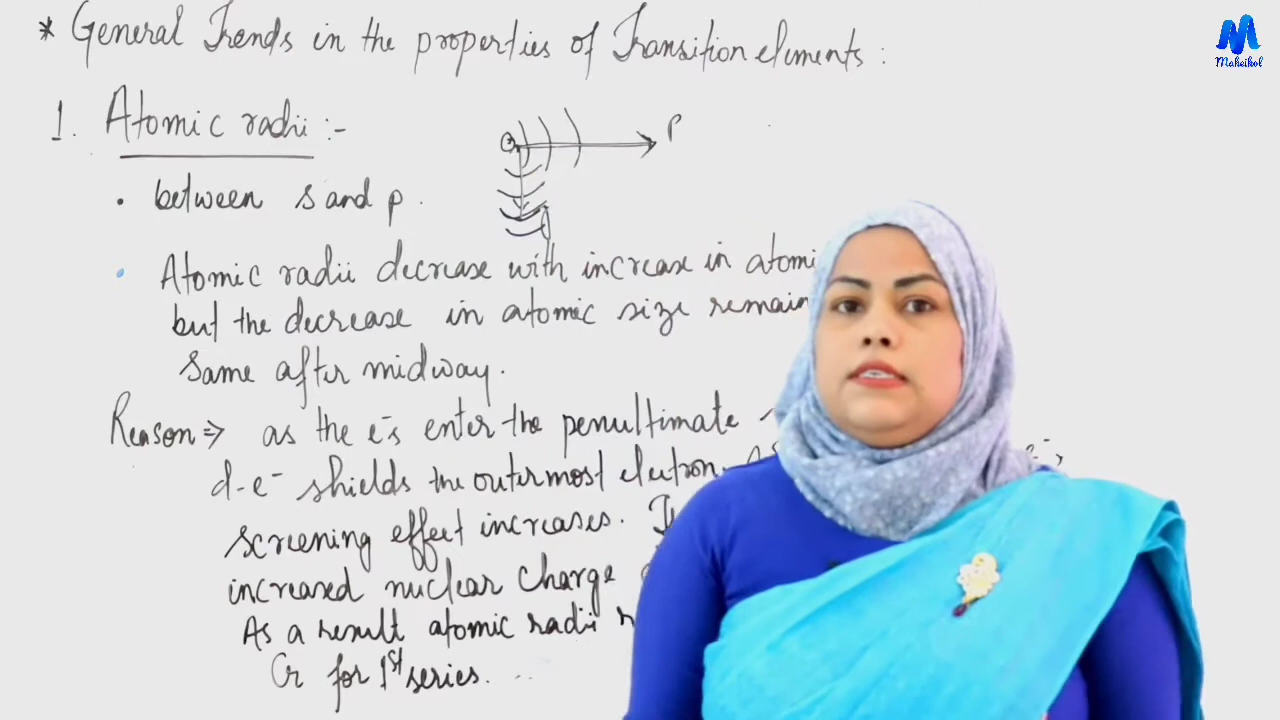 * General Trends in the properties of Transition elements :
M
Mahaikol
1. Atomic radii :-
P
• between s and p.
• Atomic radii decrease with increase in atomi
but the decrease in atomic size remain
same after midway.
Reason ⇒ as the e⁻s enter the penultimate
d-e⁻ shields the outermost electron. As e⁻s
screening effect increases.
increased nuclear charge
As a result atomic radii
Cr for 1st series.